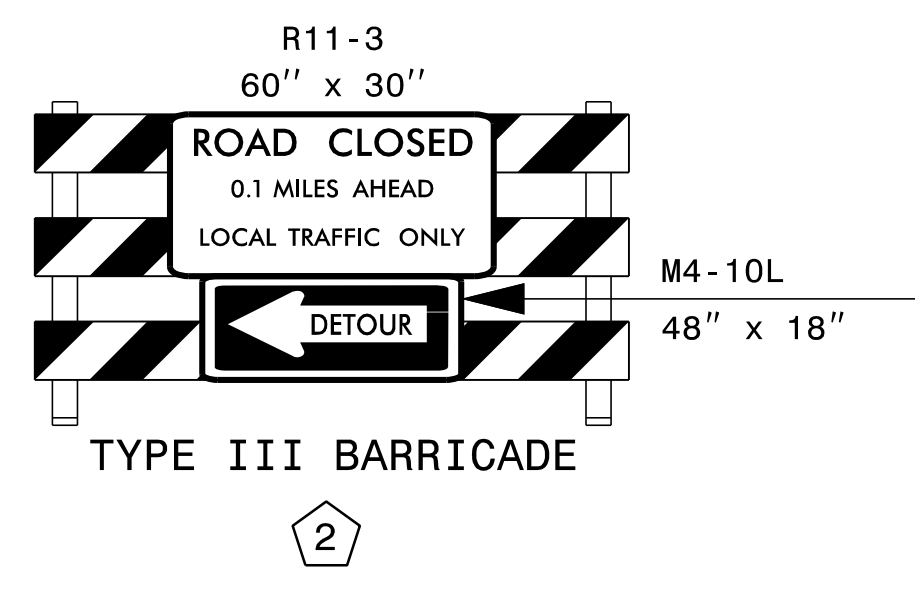 R11-3
60" x 30"
ROAD CLOSED
0.1 MILES AHEAD
LOCAL TRAFFIC ONLY
M4-10L
48" x 18"
DETOUR
TYPE III BARRICADE
2